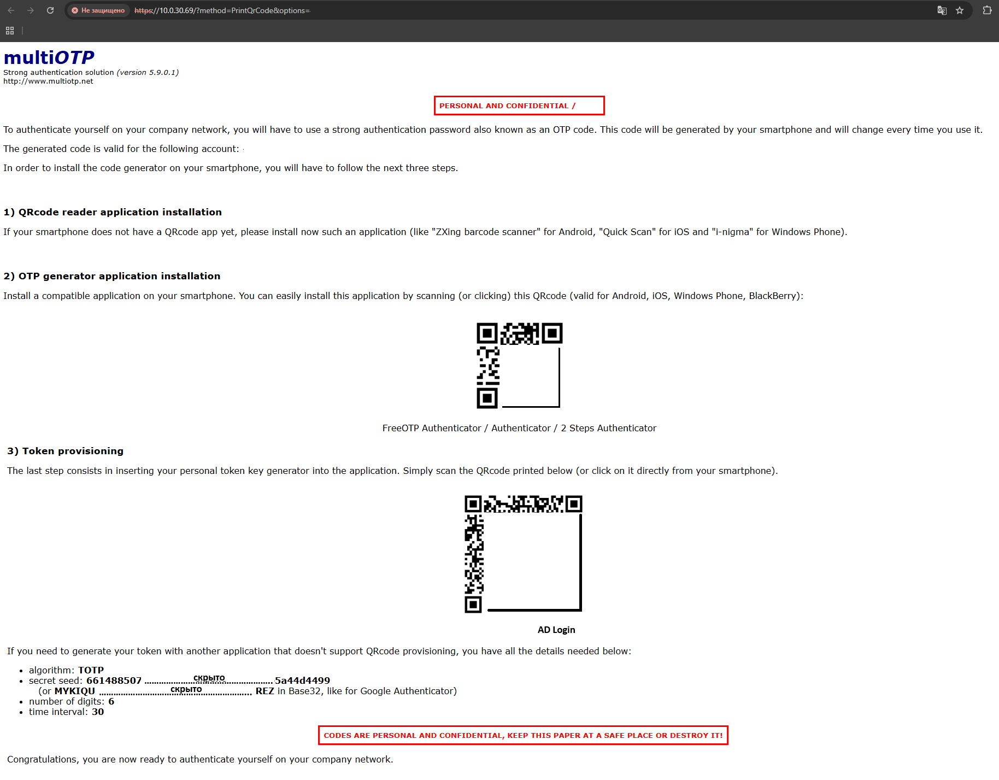 Не защищено https://10.0.30.69/?method=PrintQrCode&options=
multiOTP
Strong authentication solution (version 5.9.0.1)
http://www.multiotp.net
PERSONAL AND CONFIDENTIAL /
To authenticate yourself on your company network, you will have to use a strong authentication password also known as an OTP code. This code will be generated by your smartphone and will change every time you use it.
The generated code is valid for the following account:
In order to install the code generator on your smartphone, you will have to follow the next three steps.
1) QRcode reader application installation
If your smartphone does not have a QRcode app yet, please install now such an application (like "ZXing barcode scanner" for Android, "Quick Scan" for iOS and "i-nigma" for Windows Phone).
2) OTP generator application installation
Install a compatible application on your smartphone. You can easily install this application by scanning (or clicking) this QRcode (valid for Android, iOS, Windows Phone, BlackBerry):
FreeOTP Authenticator / Authenticator / 2 Steps Authenticator
3) Token provisioning
The last step consists in inserting your personal token key generator into the application. Simply scan the QRcode printed below (or click on it directly from your smartphone).
AD Login
If you need to generate your token with another application that doesn't support QRcode provisioning, you have all the details needed below:
• algorithm: TOTP
• secret seed: 661488507 ...скрыто... 5a44d4499
(or MYKIQU ...скрыто... REZ in Base32, like for Google Authenticator)
• number of digits: 6
• time interval: 30
CODES ARE PERSONAL AND CONFIDENTIAL, KEEP THIS PAPER AT A SAFE PLACE OR DESTROY IT!
Congratulations, you are now ready to authenticate yourself on your company network.